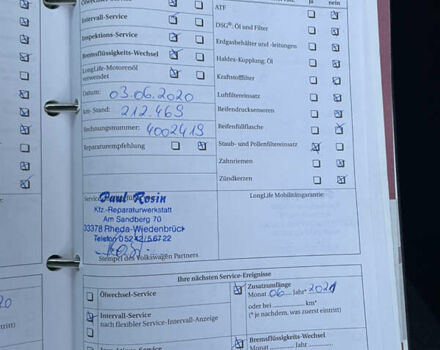 Ölwechsel-Service
Intervall-Service
Inspektions-Service
Bremsflüssigkeits-Wechsel
LongLife-Motorenöl
verwendet
Datum: 03.06.2020
km-Stand: 212.469
Rechnungsnummer: 4002419
Reparaturempfehlung
Paul Rosin
Kfz.-Reparaturwerkstatt
Am Sandberg 70
33378 Rheda-Wiedenbrück
Telefon 05242/56722
Stempel des Volkswagen Partners
ja nein
ATF
DSG®: Öl und Filter
Erdgasbehälter und -leitungen
Haldex-Kupplung: Öl
Kraftstofffilter
Luftfiltereinsatz
Reifendrucksensoren
Reifenfüllflasche
Staub- und Pollenfiltereinsatz
Zahnriemen
Zündkerzen
LongLife Mobilitätsgarantie:
Ihre nächsten Service-Ereignisse
Ölwechsel-Service
Intervall-Service
nach flexibler Service-Intervall-Anzeige
Zusatzumfänge
Monat 06 Jahr* 2021
oder bei km*
(* je nachdem, was zuerst eintritt)
Bremsflüssigkeits-Wechsel